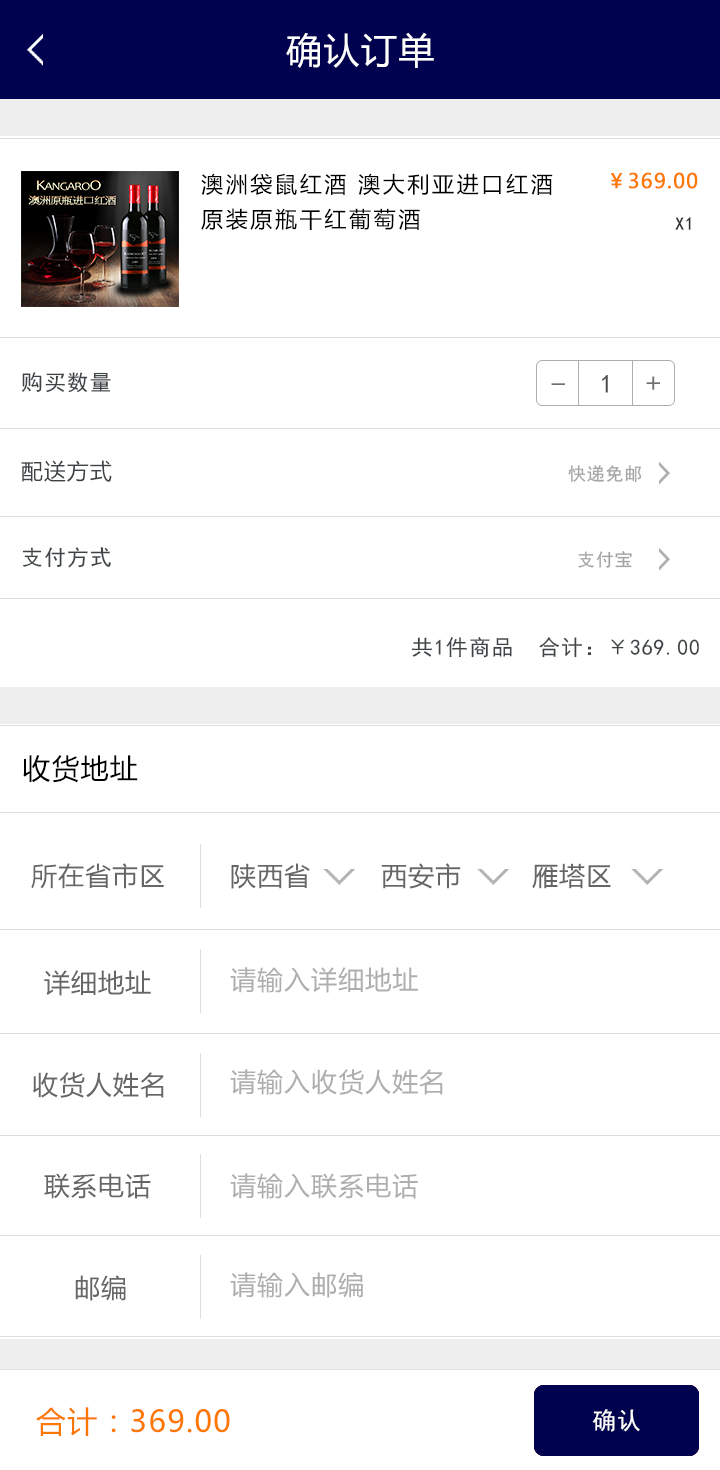 确认订单
KANGAROO
澳洲原瓶进口红酒
澳洲袋鼠红酒 澳大利亚进口红酒
原装原瓶干红葡萄酒
¥369.00
X1
购买数量
− 1 +
配送方式 快递免邮
支付方式 支付宝
共1件商品 合计：￥369.00
收货地址
所在省市区 陕西省 西安市 雁塔区
详细地址 请输入详细地址
收货人姓名 请输入收货人姓名
联系电话 请输入联系电话
邮编 请输入邮编
合计：369.00
确认